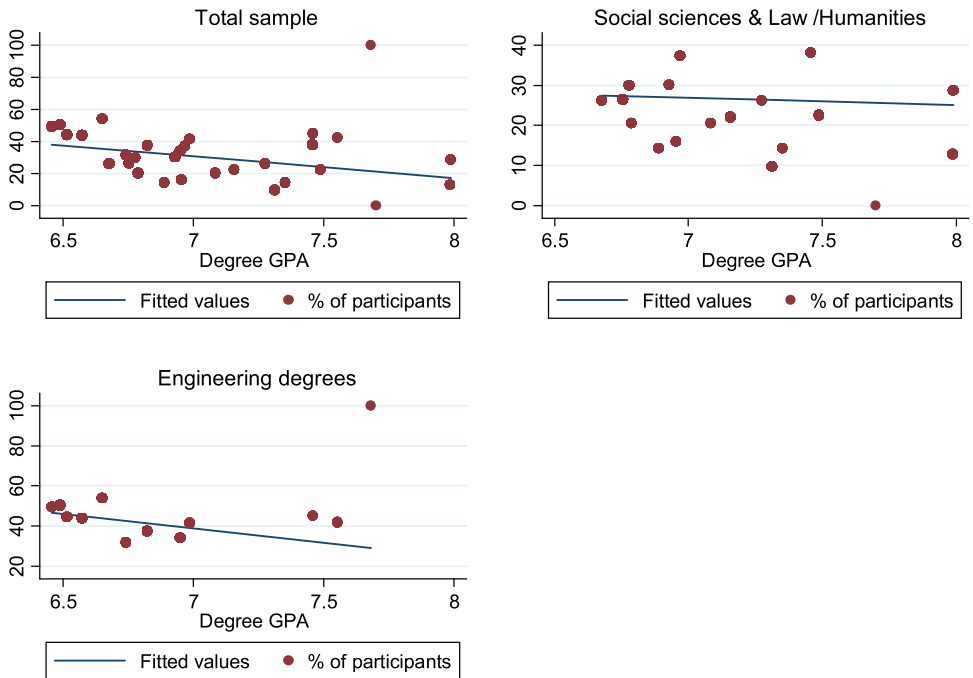 Total sample
100
80
60
40
20
0
6.5 7 7.5 8
Degree GPA
Fitted values % of participants
Social sciences & Law /Humanities
40
30
20
10
0
6.5 7 7.5 8
Degree GPA
Fitted values % of participants
Engineering degrees
100
80
60
40
20
6.5 7 7.5 8
Degree GPA
Fitted values % of participants